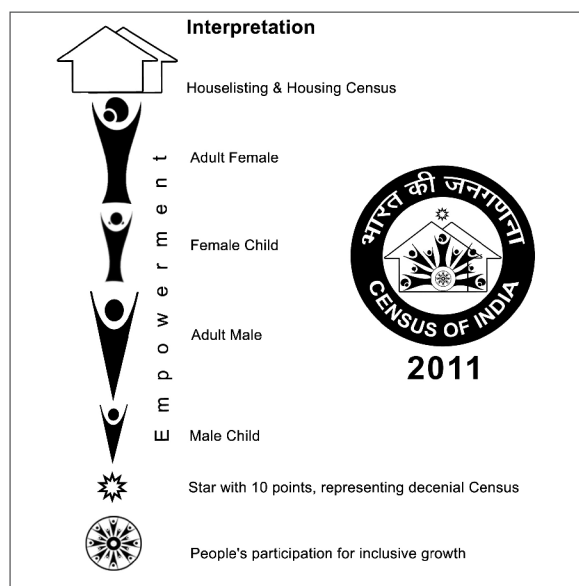 Interpretation
Houselisting & Housing Census
Adult Female
Female Child
Adult Male
Male Child
Star with 10 points, representing decenial Census
People's participation for inclusive growth
Empowerment
भारत की जनगणना
CENSUS OF INDIA
2011